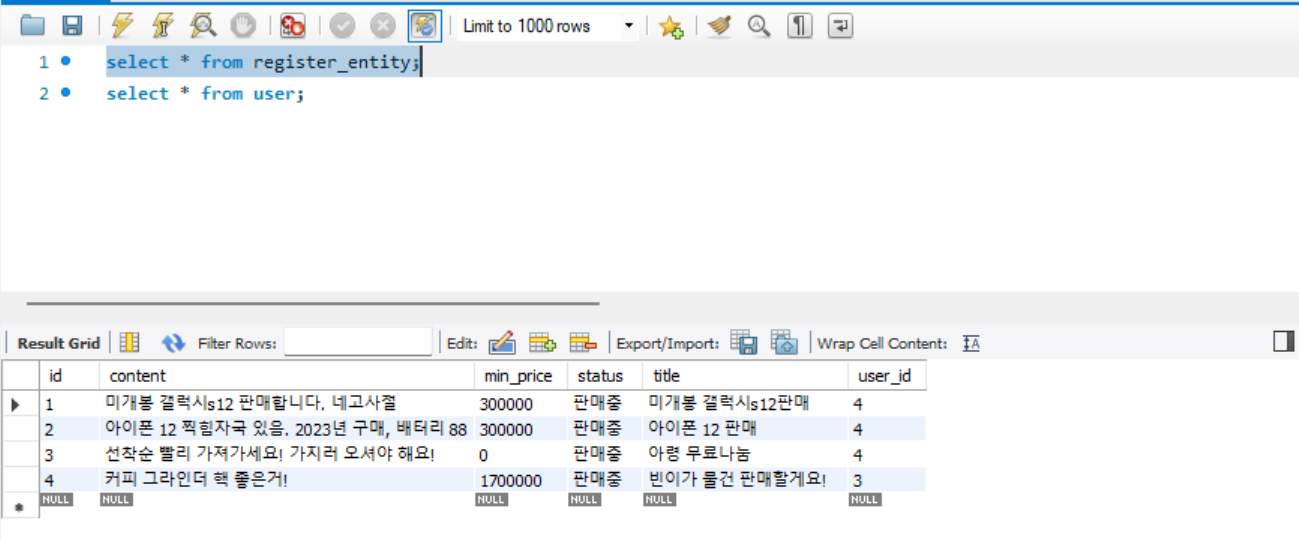 Limit to 1000 rows
1 select * from register_entity;
2 select * from user;
Result Grid Filter Rows: Edit: Export/Import: Wrap Cell Content:
id content min_price status title user_id
1 미개봉 갤럭시s12 판매합니다. 네고사절 300000 판매중 미개봉 갤럭시s12판매 4
2 아이폰 12 찍힘자국 있음. 2023년 구매, 배터리 88 300000 판매중 아이폰 12 판매 4
3 선착순 빨리 가져가세요! 가지러 오셔야 해요! 0 판매중 아령 무료나눔 4
4 커피 그라인더 핵 좋은거! 1700000 판매중 빈이가 물건 판매할게요! 3
NULL NULL NULL NULL NULL NULL